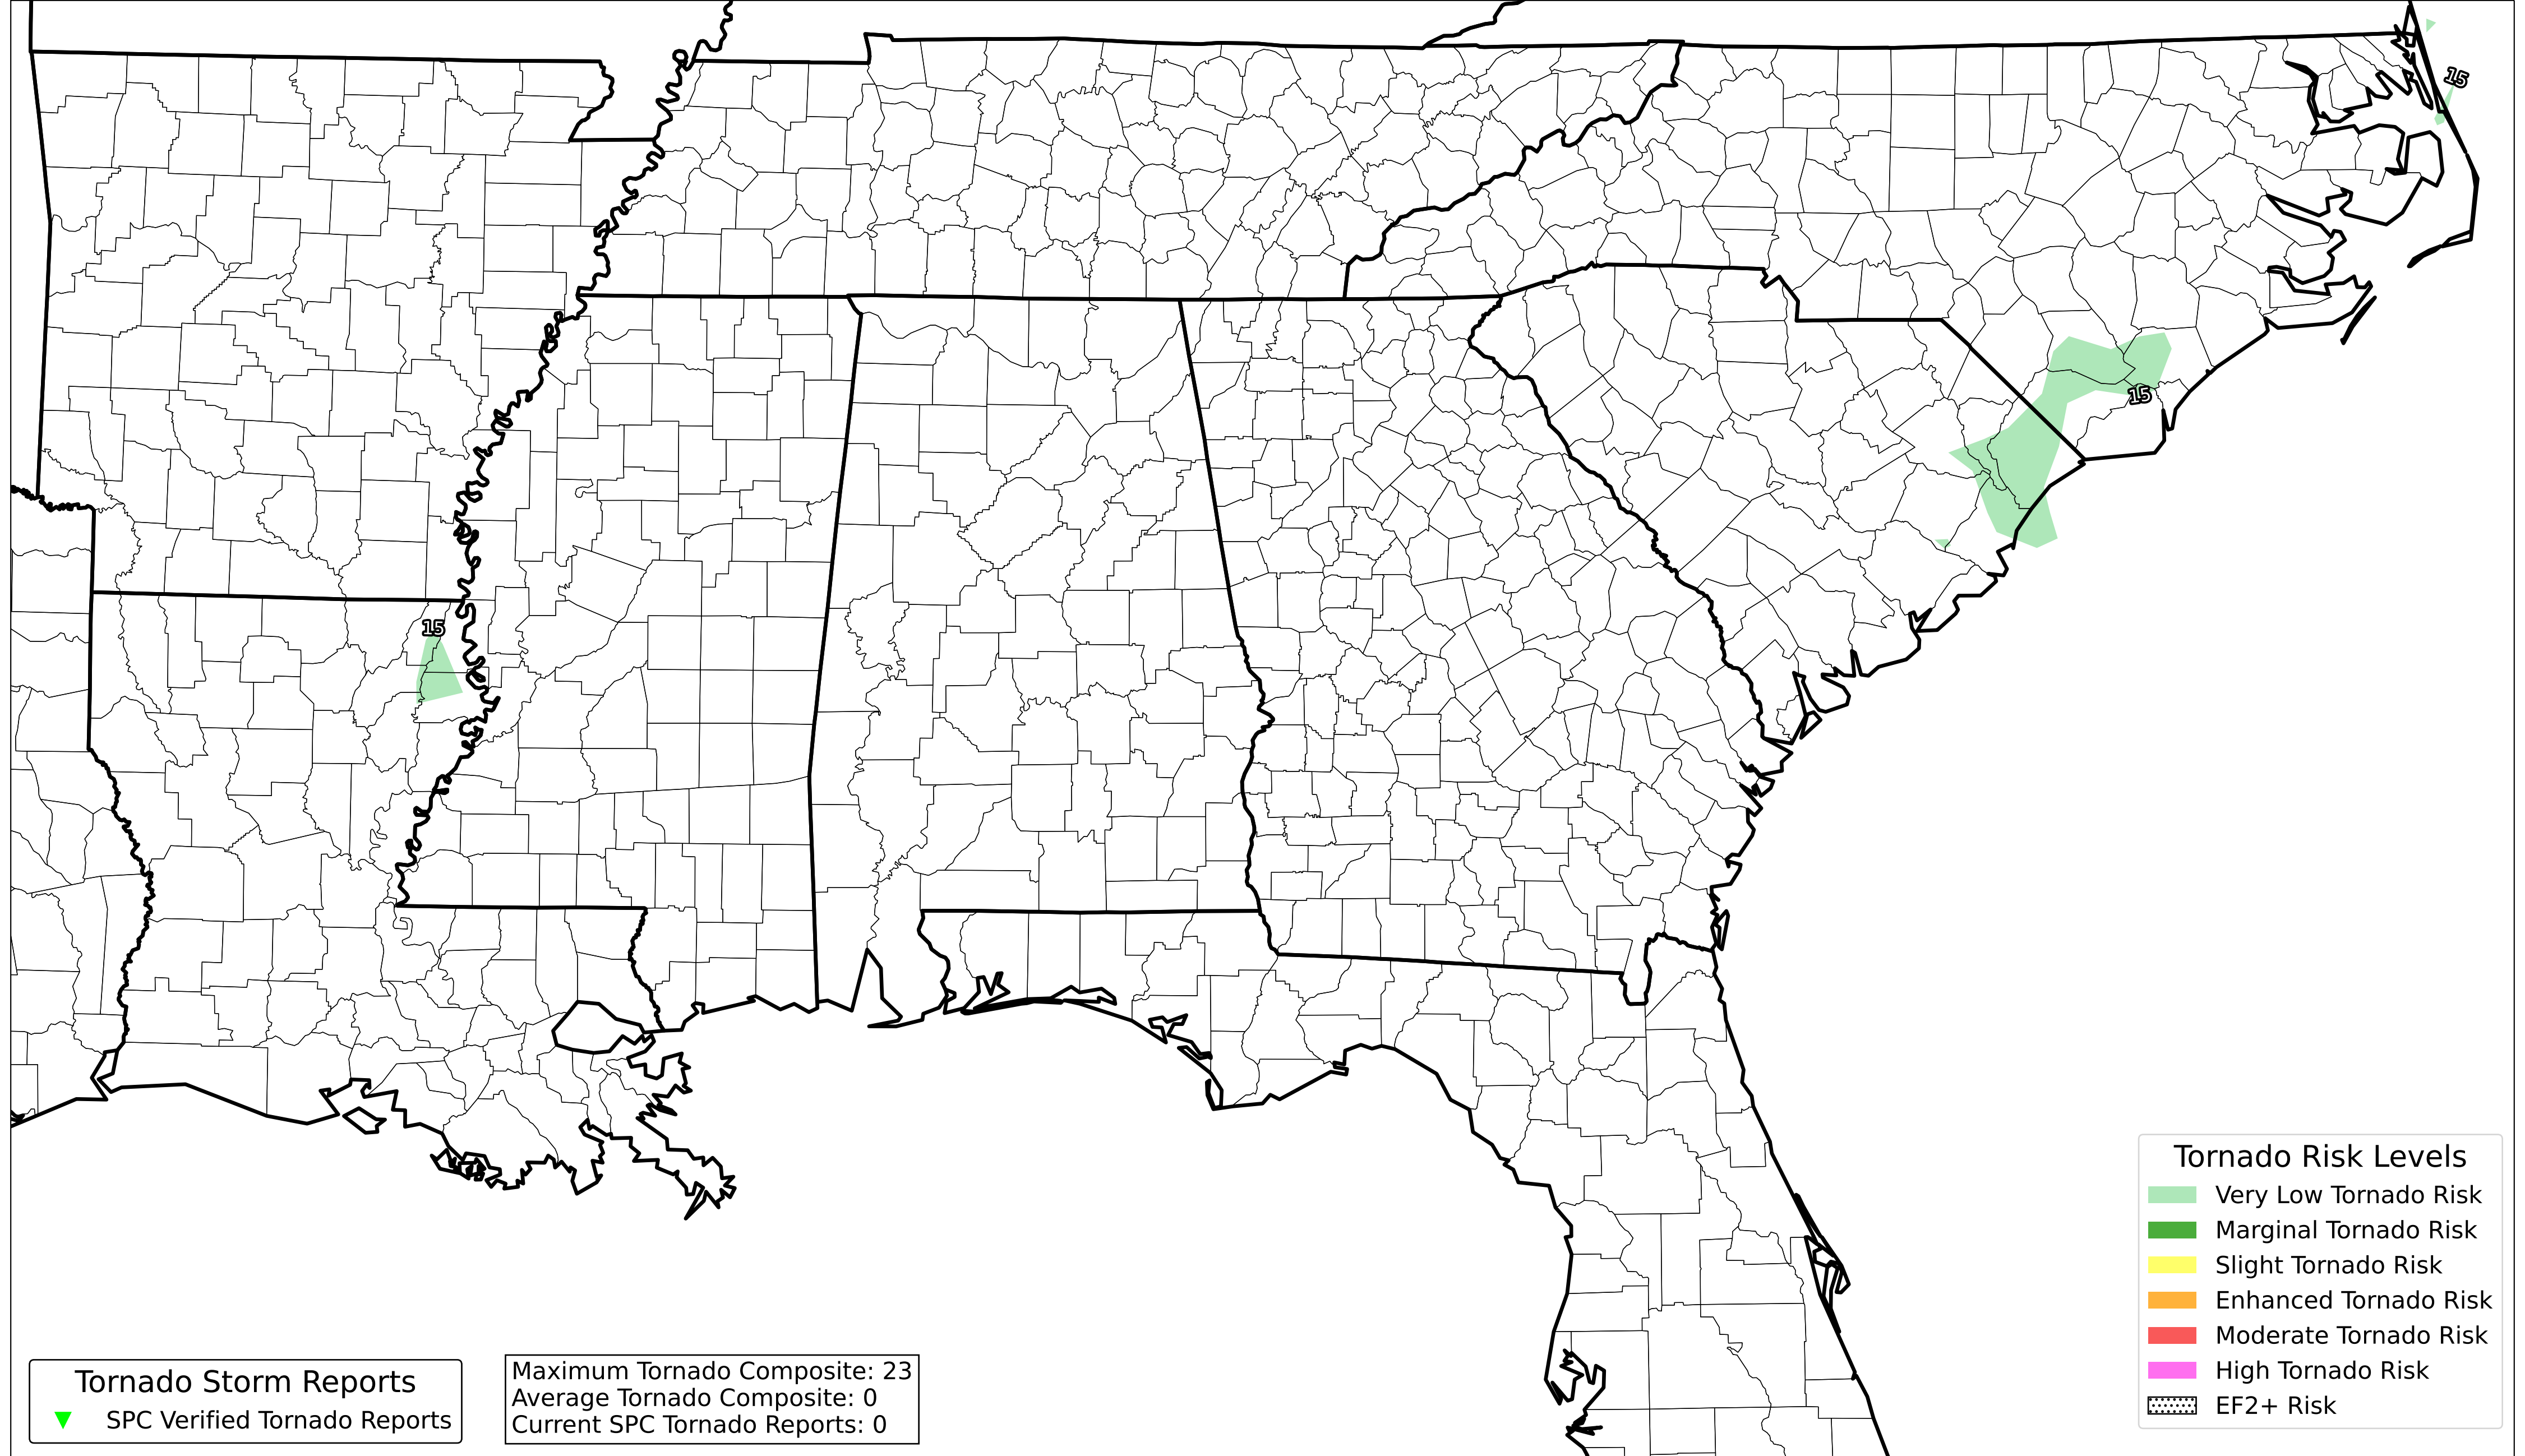 15
15
15
Tornado Risk Levels
Very Low Tornado Risk
Marginal Tornado Risk
Slight Tornado Risk
Enhanced Tornado Risk
Moderate Tornado Risk
High Tornado Risk
EF2+ Risk
Tornado Storm Reports
SPC Verified Tornado Reports
Maximum Tornado Composite: 23
Average Tornado Composite: 0
Current SPC Tornado Reports: 0